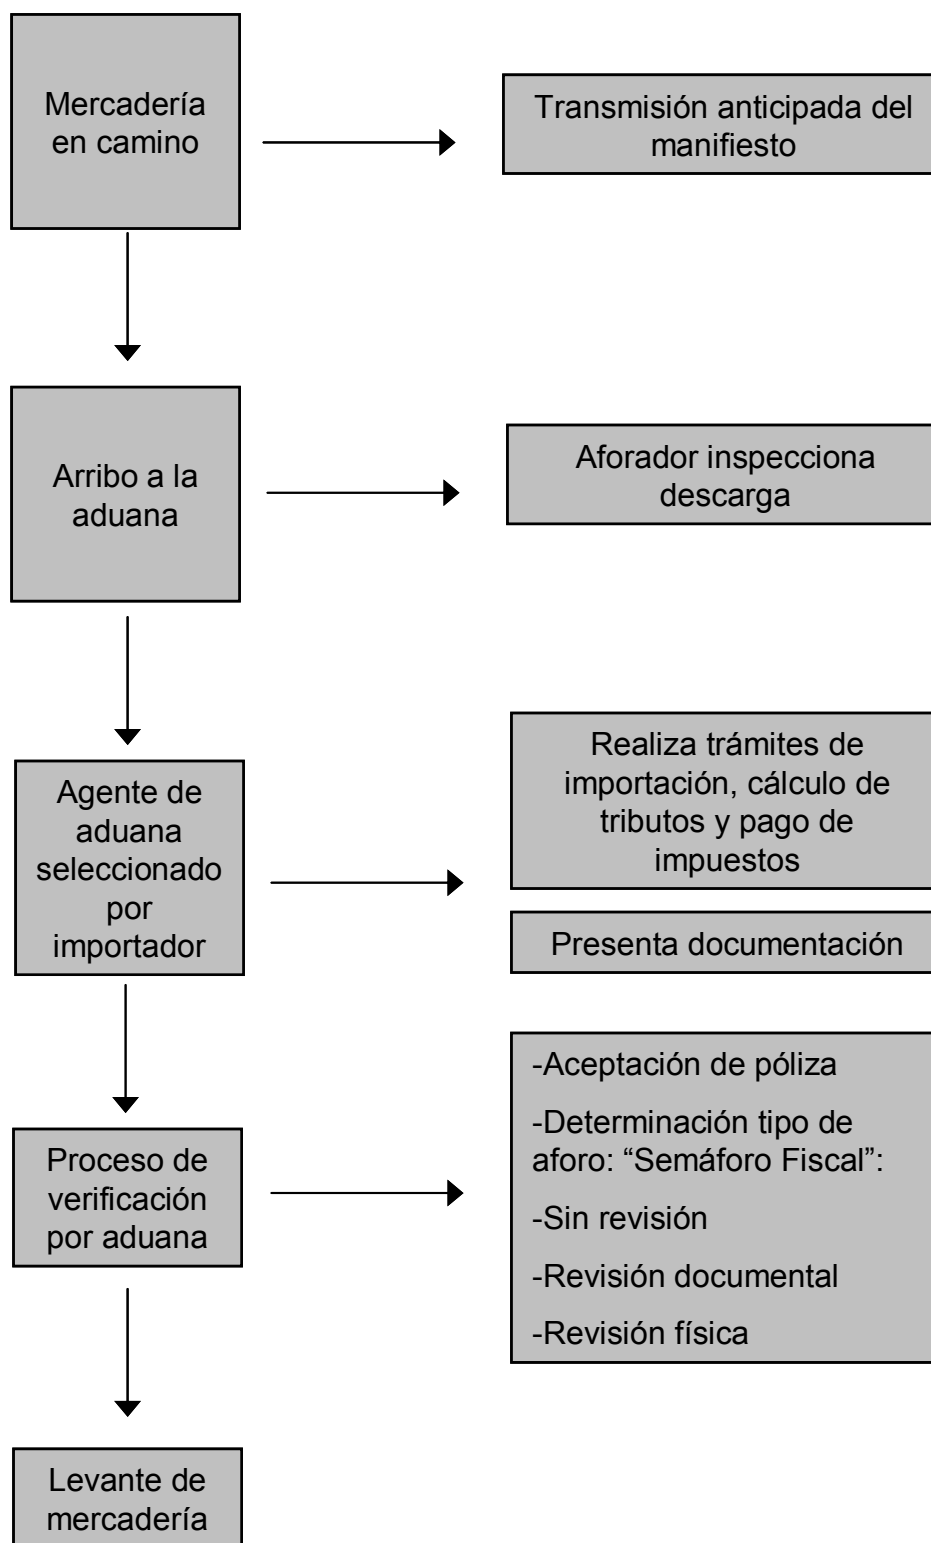 Mercadería
en camino
Transmisión anticipada del
manifiesto
Arribo a la
aduana
Aforador inspecciona
descarga
Agente de
aduana
seleccionado
por
importador
Realiza trámites de
importación, cálculo de
tributos y pago de
impuestos
Presenta documentación
Proceso de
verificación
por aduana
-Aceptación de póliza
-Determinación tipo de
aforo: “Semáforo Fiscal”:
-Sin revisión
-Revisión documental
-Revisión física
Levante de
mercadería